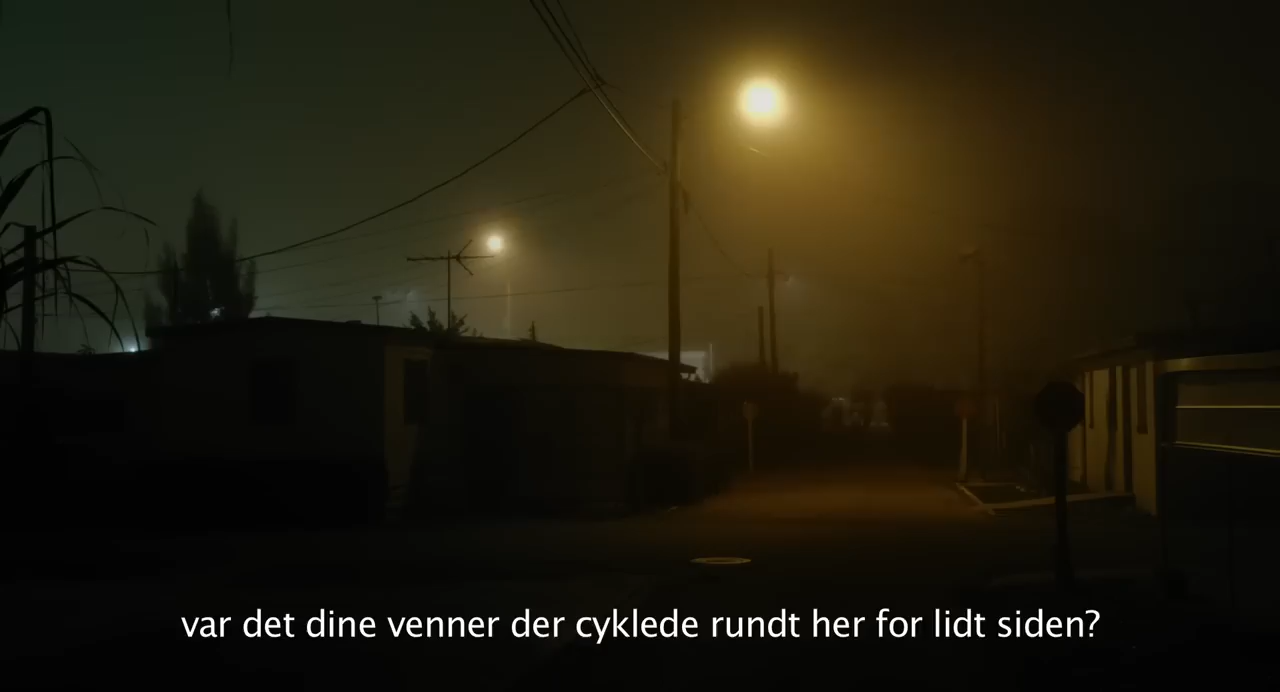 var det dine venner der cyklede rundt her for lidt siden?